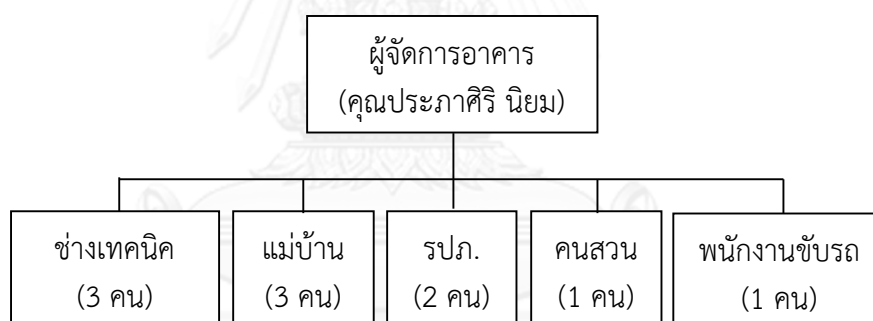 ผู้จัดการอาคาร
(คุณประภาศิริ นิยม)
ช่างเทคนิค
(3 คน)
แม่บ้าน
(3 คน)
รปภ.
(2 คน)
คนสวน
(1 คน)
พนักงานขับรถ
(1 คน)